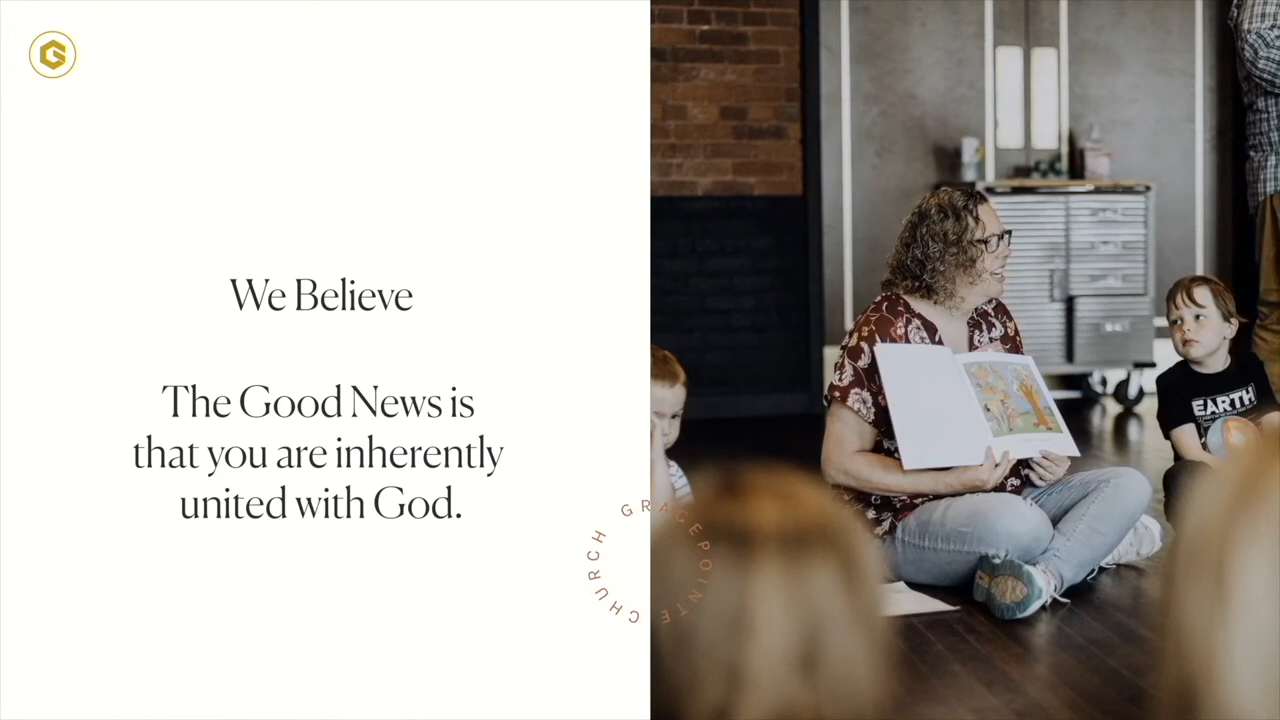 We Believe
The Good News is
that you are inherently
united with God.
GRACEPOINTE CHURCH
EARTH